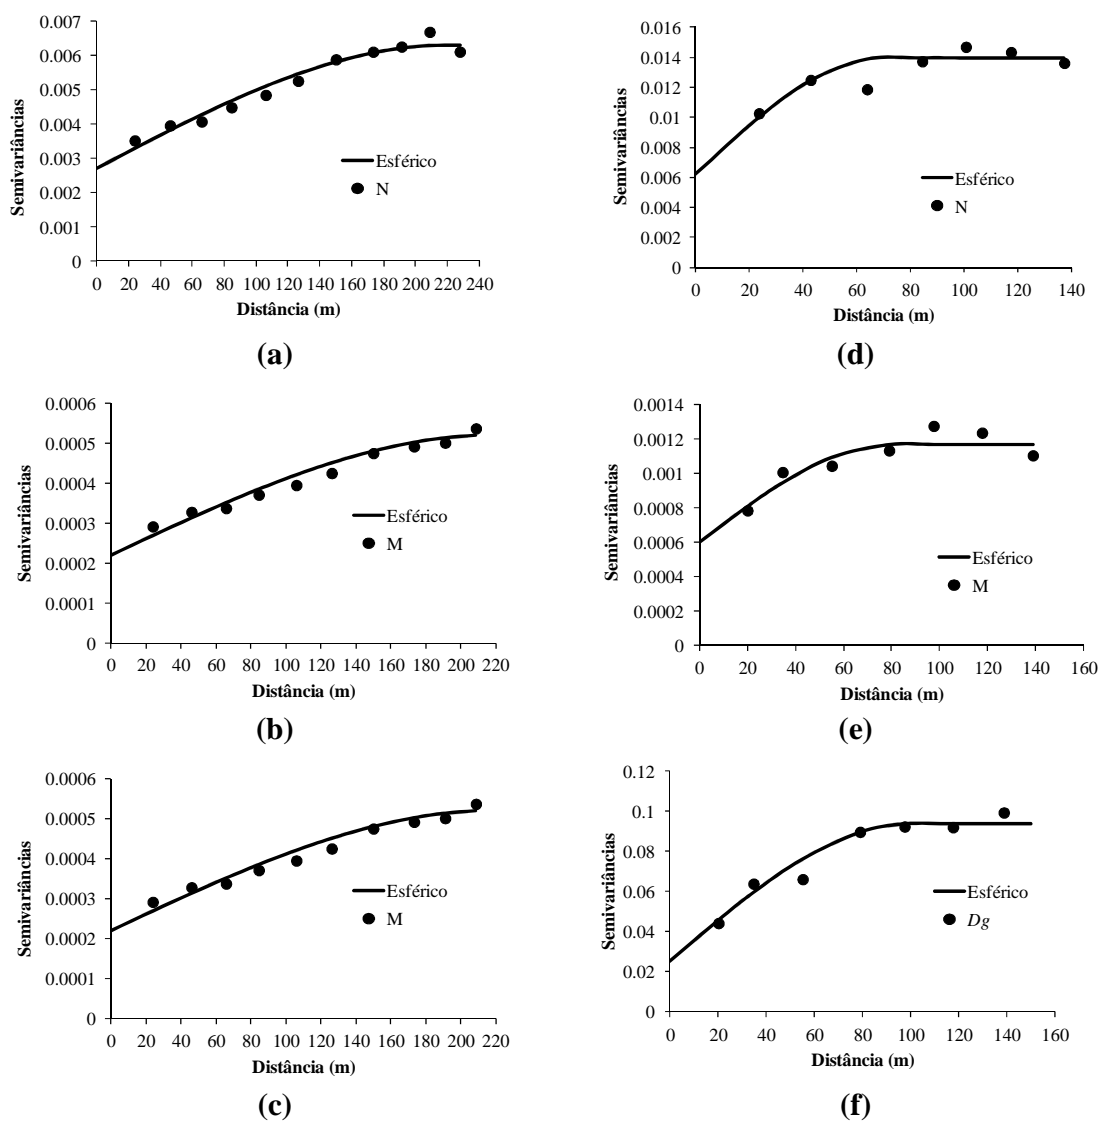 0.007
0.006
0.005
0.004
0.003
0.002
0.001
0
Semivariâncias
0 20 40 60 80 100 120 140 160 180 200 220 240
Distância (m)
Esférico
N
(a)
0.016
0.014
0.012
0.01
0.008
0.006
0.004
0.002
0
Semivariâncias
0 20 40 60 80 100 120 140
Distância (m)
Esférico
N
(d)
0.0006
0.0005
0.0004
0.0003
0.0002
0.0001
0
Semivariâncias
0 20 40 60 80 100 120 140 160 180 200 220
Distância (m)
Esférico
M
(b)
0.0014
0.0012
0.001
0.0008
0.0006
0.0004
0.0002
0
Semivariâncias
0 20 40 60 80 100 120 140 160
Distância (m)
Esférico
M
(e)
0.0006
0.0005
0.0004
0.0003
0.0002
0.0001
0
Semivariâncias
0 20 40 60 80 100 120 140 160 180 200 220
Distância (m)
Esférico
M
(c)
0.12
0.1
0.08
0.06
0.04
0.02
0
Semivariâncias
0 20 40 60 80 100 120 140 160
Distância (m)
Esférico
Dg
(f)